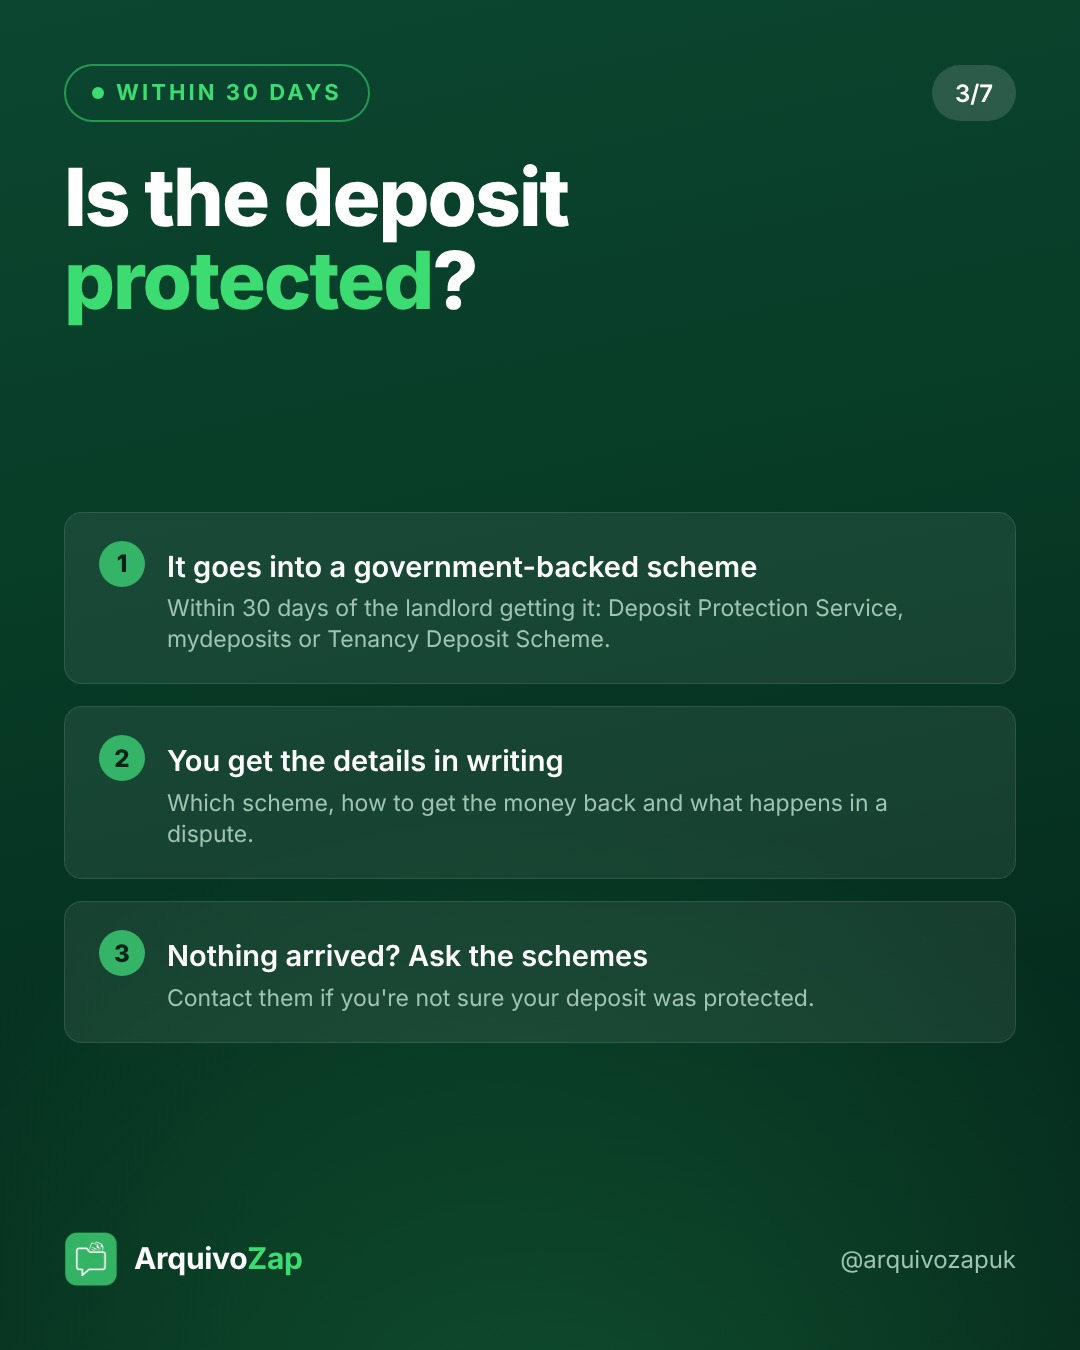 WITHIN 30 DAYS
3/7
Is the deposit
protected?
1
It goes into a government-backed scheme
Within 30 days of the landlord getting it: Deposit Protection Service,
mydeposits or Tenancy Deposit Scheme.
2
You get the details in writing
Which scheme, how to get the money back and what happens in a
dispute.
3
Nothing arrived? Ask the schemes
Contact them if you're not sure your deposit was protected.
ArquivoZap
@arquivozapuk